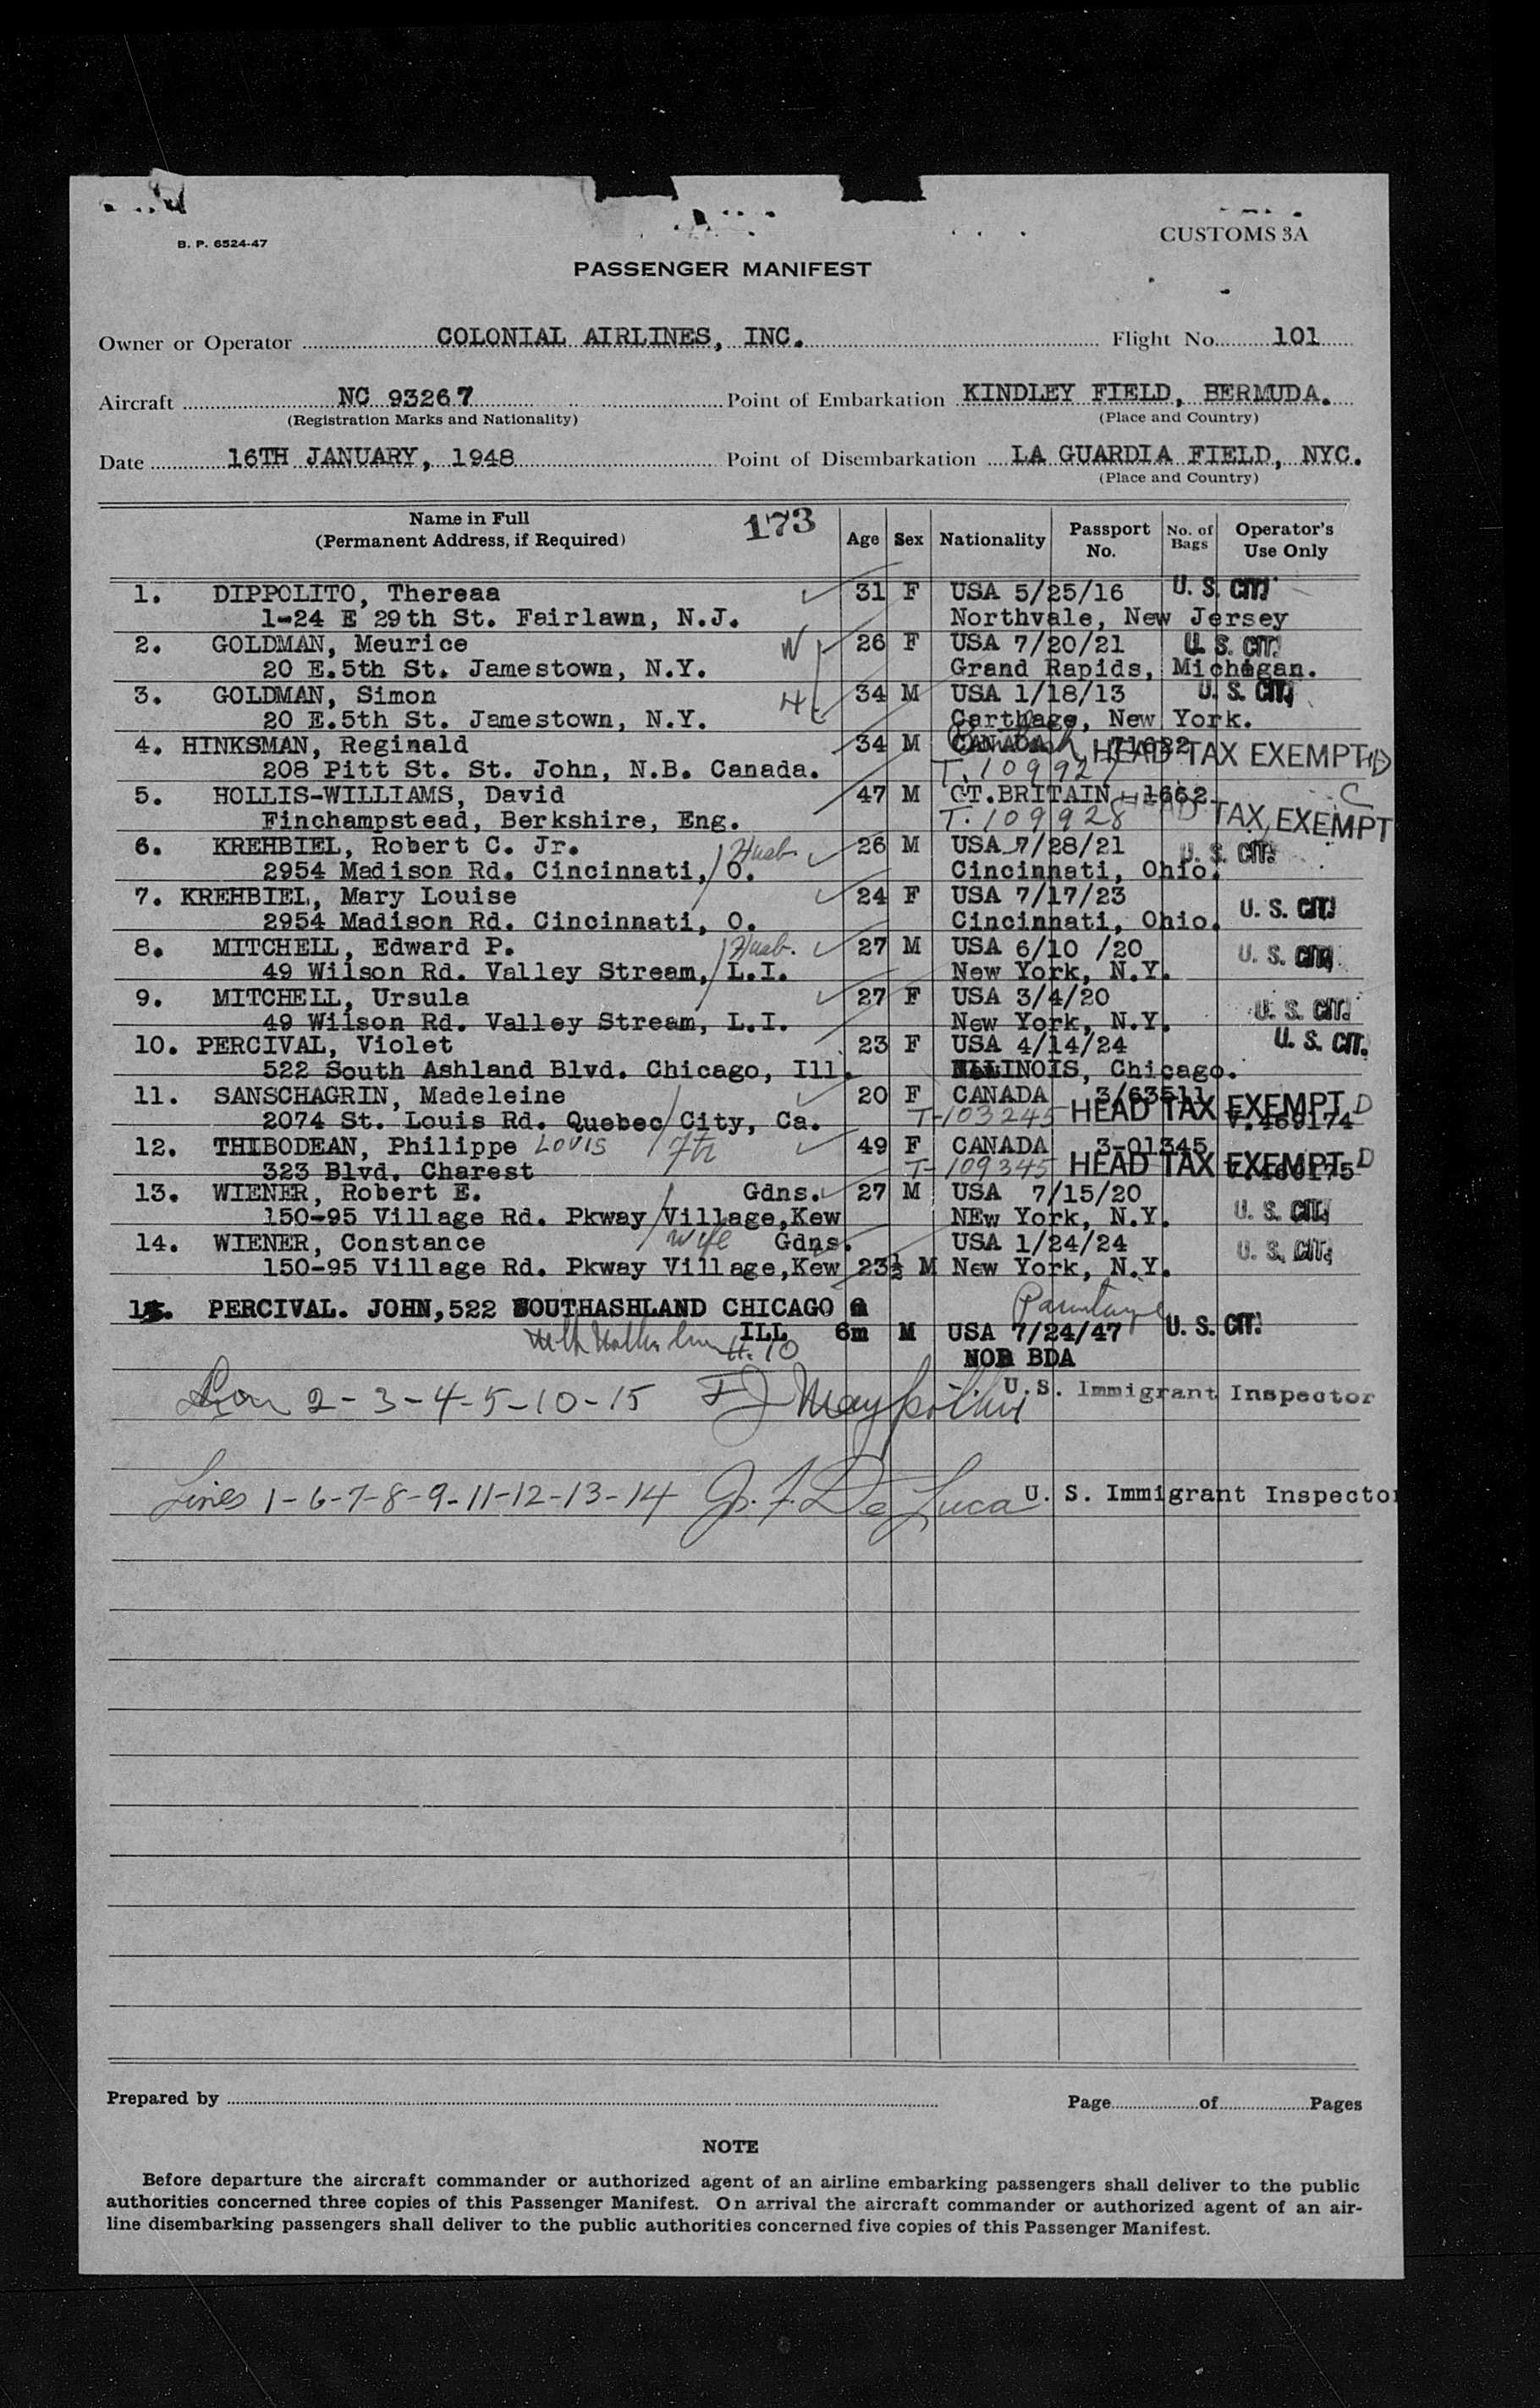 B. P. 6524-47
CUSTOMS 3A
PASSENGER MANIFEST
Owner or Operator COLONIAL AIRLINES, INC. Flight No. 101
Aircraft NC 93267 Point of Embarkation KINDLEY FIELD, BERMUDA.
(Registration Marks and Nationality) (Place and Country)
Date 16TH JANUARY, 1948 Point of Disembarkation LA GUARDIA FIELD, NYC.
(Place and Country)
Name in Full
(Permanent Address, if Required) 173 Age Sex Nationality Passport No. No. of Bags Operator's Use Only
1. DIPPOLITO, Thereaa 31 F USA 5/25/16 U. S. CIT.
1-24 E 29th St. Fairlawn, N.J. Northvale, New Jersey
2. GOLDMAN, Meurice W 26 F USA 7/20/21 U. S. CIT.
20 E.5th St. Jamestown, N.Y. Grand Rapids, Michigan.
3. GOLDMAN, Simon H 34 M USA 1/18/13 U. S. CIT.
20 E.5th St. Jamestown, N.Y. Carthage, New York.
4. HINKSMAN, Reginald 34 M CANADA 71682 HEAD TAX EXEMPT
208 Pitt St. St. John, N.B. Canada. T. 109927
5. HOLLIS-WILLIAMS, David 47 M GT.BRITAIN 1662 C
Finchampstead, Berkshire, Eng. T. 109928 HEAD TAX EXEMPT
6. KREHBIEL, Robert C. Jr. Husb. 26 M USA 7/28/21 U. S. CIT.
2954 Madison Rd. Cincinnati, O. Cincinnati, Ohio.
7. KREHBIEL, Mary Louise 24 F USA 7/17/23 U. S. CIT.
2954 Madison Rd. Cincinnati, O. Cincinnati, Ohio.
8. MITCHELL, Edward P. Husb. 27 M USA 6/10 /20 U. S. CIT.
49 Wilson Rd. Valley Stream, L.I. New York, N.Y.
9. MITCHELL, Ursula 27 F USA 3/4/20 U. S. CIT.
49 Wilson Rd. Valley Stream, L.I. New York, N.Y.
10. PERCIVAL, Violet 23 F USA 4/14/24 U. S. CIT.
522 South Ashland Blvd. Chicago, Ill. ILLINOIS, Chicago.
11. SANSCHAGRIN, Madeleine 20 F CANADA 3/63511
2074 St. Louis Rd. Quebec City, Ca. T-103245 HEAD TAX EXEMPT D V.469174
12. THIBODEAN, Philippe LOUIS 49 F CANADA 3-01345
323 Blvd. Charest T-109345 HEAD TAX EXEMPT D
13. WIENER, Robert E. Gdns. 27 M USA 7/15/20 U. S. CIT.
150-95 Village Rd. Pkway Village,Kew NEw York, N.Y.
14. WIENER, Constance wife Gdns. USA 1/24/24 U. S. CIT.
150-95 Village Rd. Pkway Village,Kew 23½ M New York, N.Y.
15. PERCIVAL. JOHN,522 SOUTHASHLAND CHICAGO
ILL 6m M USA 7/24/47 U. S. CIT.
10 NOB BDA
2-3-4-5-10-15 U.S. Immigrant Inspector
Lines 1-6-7-8-9-11-12-13-14 De Luca U. S. Immigrant Inspector
Prepared by Page of Pages
NOTE
Before departure the aircraft commander or authorized agent of an airline embarking passengers shall deliver to the public
authorities concerned three copies of this Passenger Manifest. On arrival the aircraft commander or authorized agent of an air-
line disembarking passengers shall deliver to the public authorities concerned five copies of this Passenger Manifest.